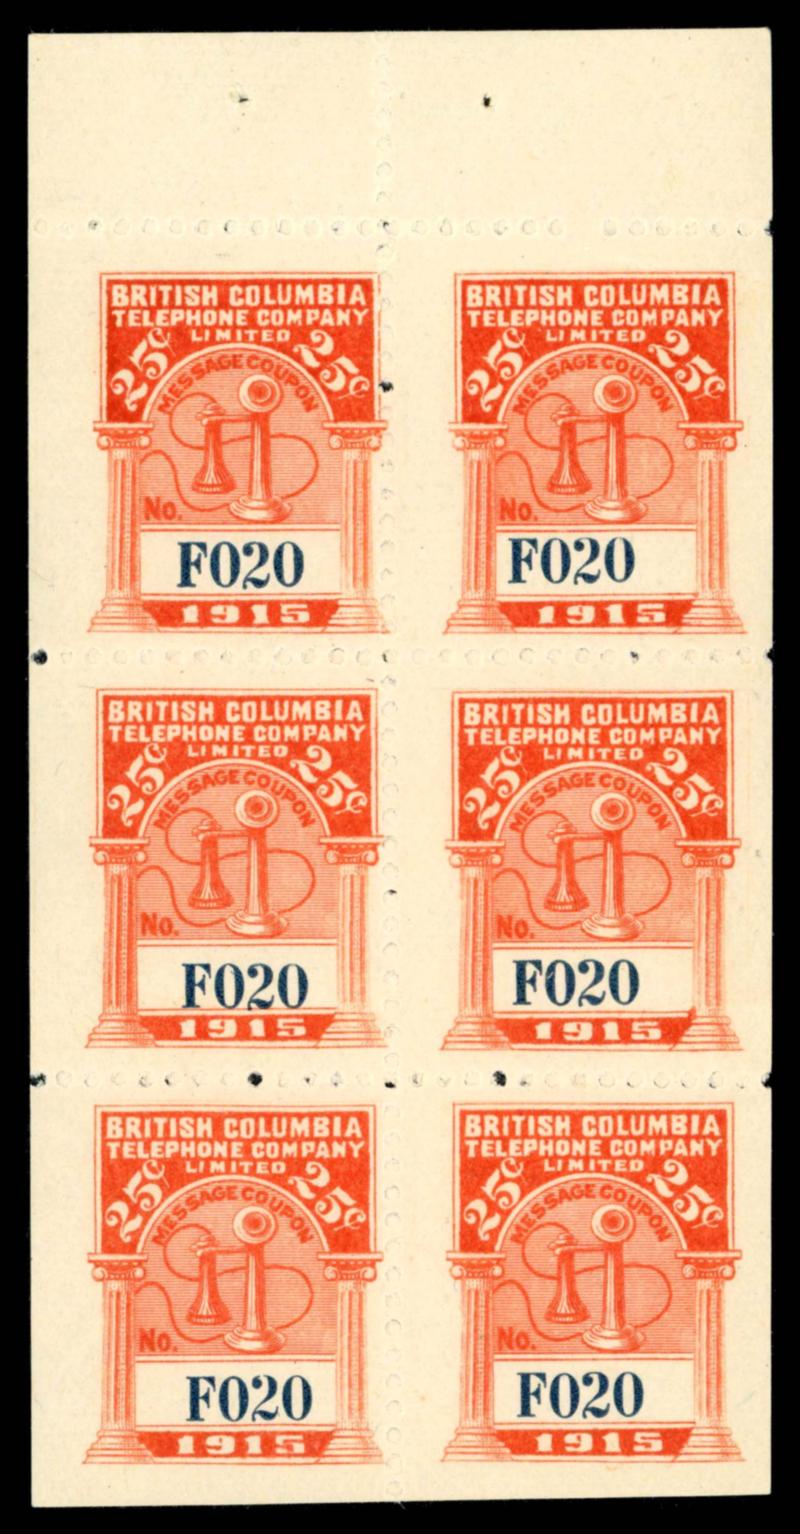 BRITISH COLUMBIA
TELEPHONE COMPANY
LIMITED
25¢ 25¢
MESSAGE COUPON
No.
F020
1915
BRITISH COLUMBIA
TELEPHONE COMPANY
LIMITED
25¢ 25¢
MESSAGE COUPON
No.
F020
1915
BRITISH COLUMBIA
TELEPHONE COMPANY
LIMITED
25¢ 25¢
MESSAGE COUPON
No.
F020
1915
BRITISH COLUMBIA
TELEPHONE COMPANY
LIMITED
25¢ 25¢
MESSAGE COUPON
No.
F020
1915
BRITISH COLUMBIA
TELEPHONE COMPANY
LIMITED
25¢ 25¢
MESSAGE COUPON
No.
F020
1915
BRITISH COLUMBIA
TELEPHONE COMPANY
LIMITED
25¢ 25¢
MESSAGE COUPON
No.
F020
1915